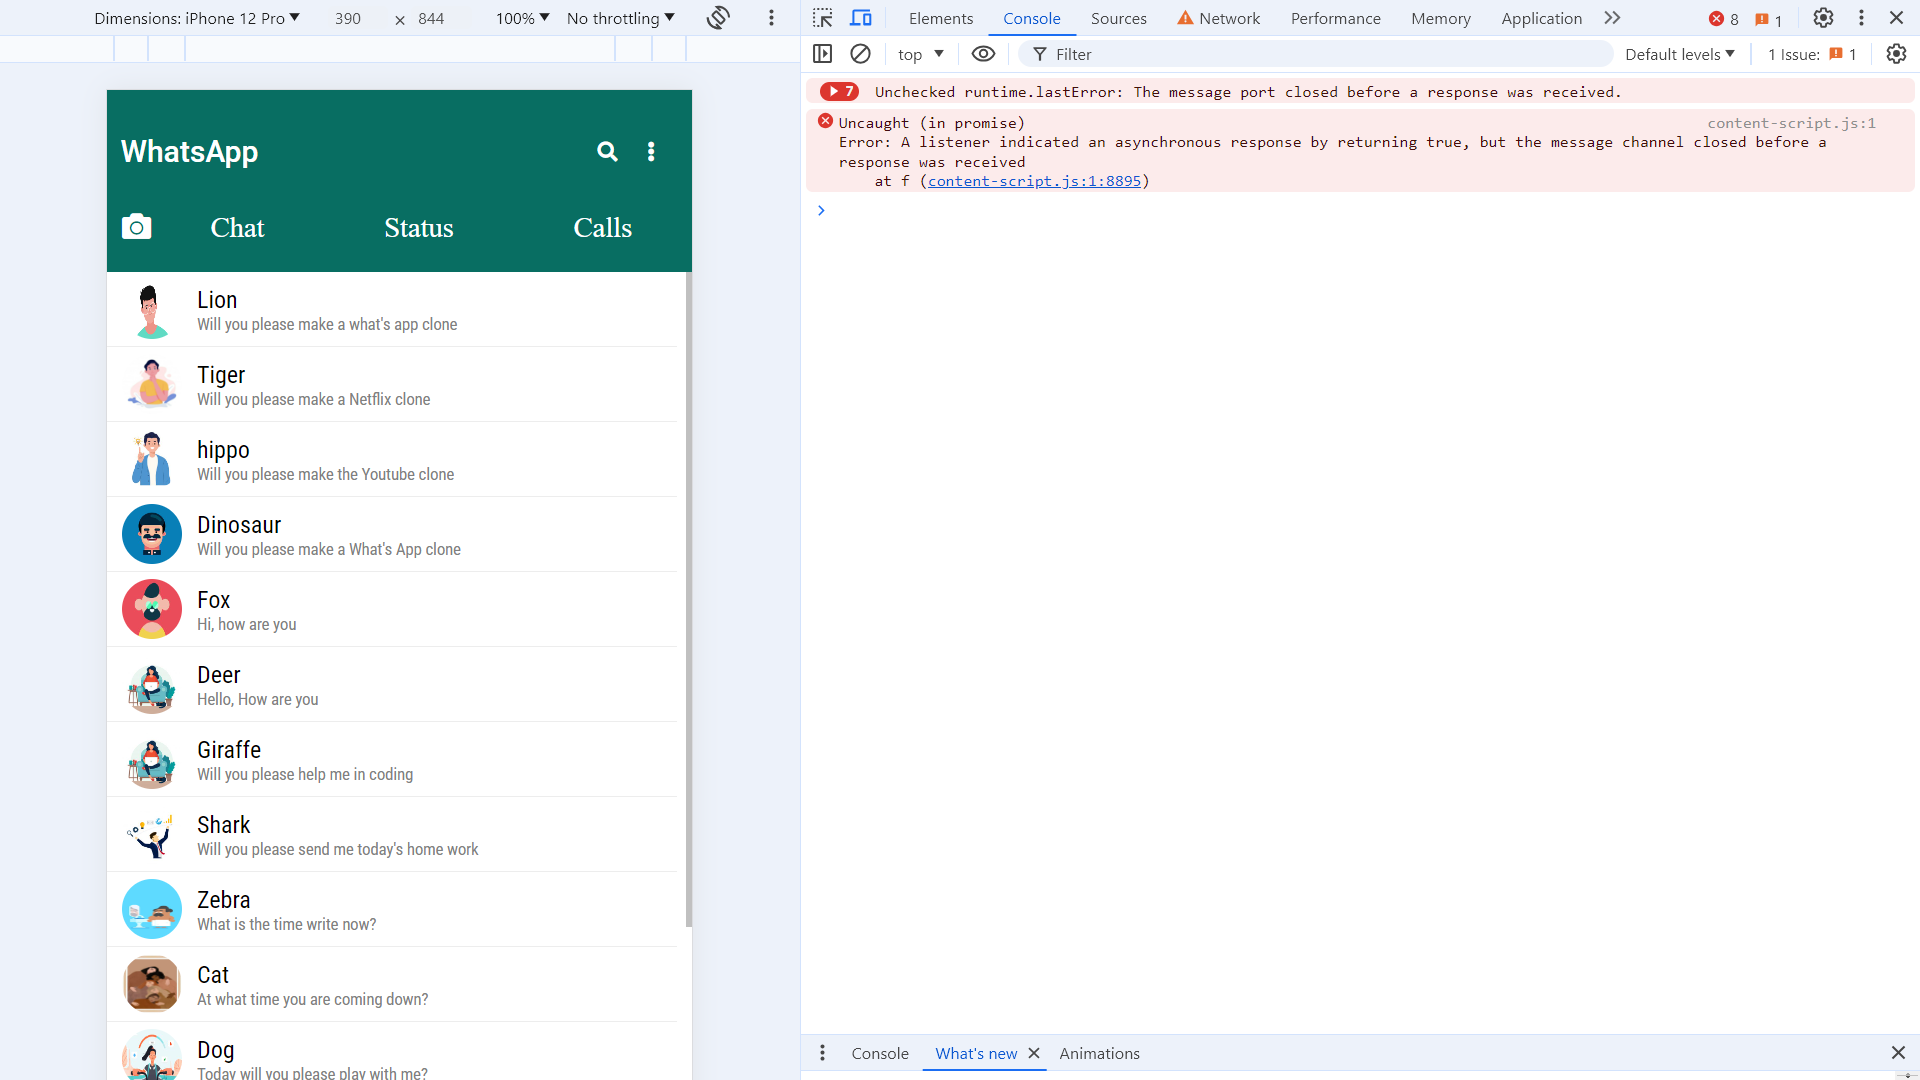 Dimensions: iPhone 12 Pro 390 × 844 100% No throttling
Elements Console Sources Network Performance Memory Application 8 1
top Filter Default levels 1 Issue: 1
7 Unchecked runtime.lastError: The message port closed before a response was received.
Uncaught (in promise) content-script.js:1
Error: A listener indicated an asynchronous response by returning true, but the message channel closed before a
response was received
at f (content-script.js:1:8895)
WhatsApp
Chat Status Calls
Lion
Will you please make a what's app clone
Tiger
Will you please make a Netflix clone
hippo
Will you please make the Youtube clone
Dinosaur
Will you please make a What's App clone
Fox
Hi, how are you
Deer
Hello, How are you
Giraffe
Will you please help me in coding
Shark
Will you please send me today's home work
Zebra
What is the time write now?
Cat
At what time you are coming down?
Dog
Today will you please play with me?
Console What's new Animations